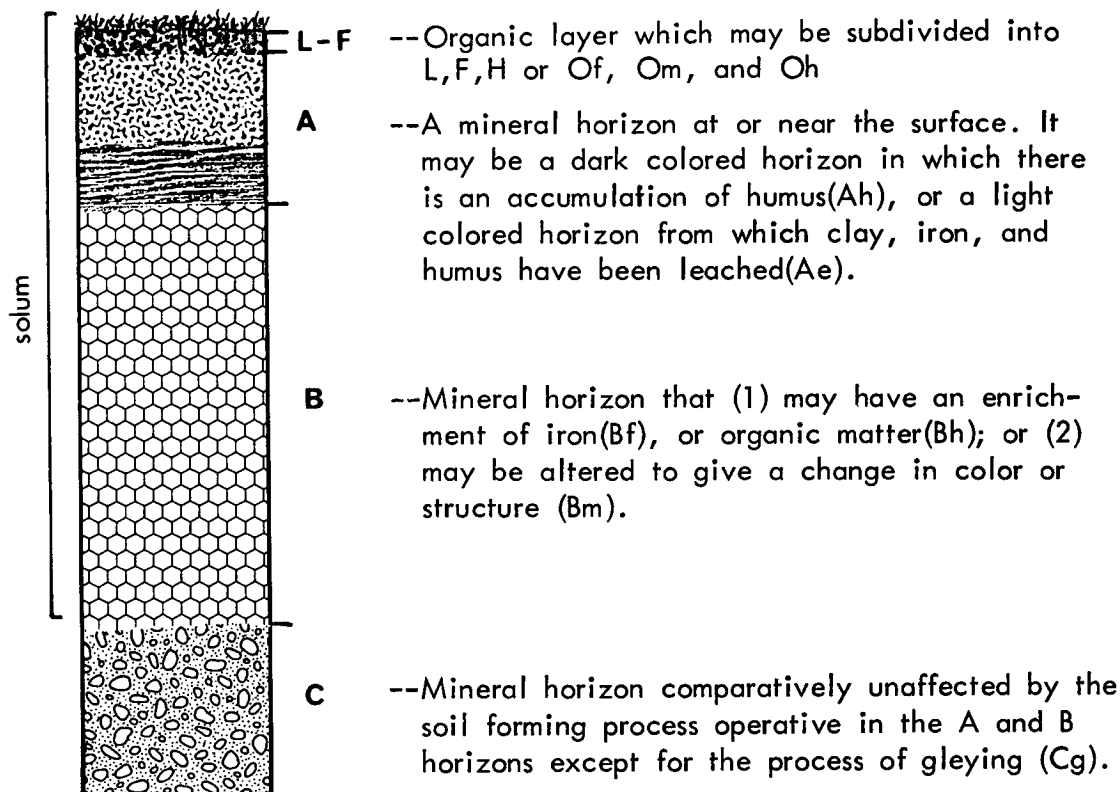 L-F --Organic layer which may be subdivided into
L,F,H or Of, Om, and Oh
A --A mineral horizon at or near the surface. It
may be a dark colored horizon in which there
is an accumulation of humus(Ah), or a light
colored horizon from which clay, iron, and
humus have been leached(Ae).
solum
B --Mineral horizon that (1) may have an enrich-
ment of iron(Bf), or organic matter(Bh); or (2)
may be altered to give a change in color or
structure (Bm).
C --Mineral horizon comparatively unaffected by the
soil forming process operative in the A and B
horizons except for the process of gleying (Cg).